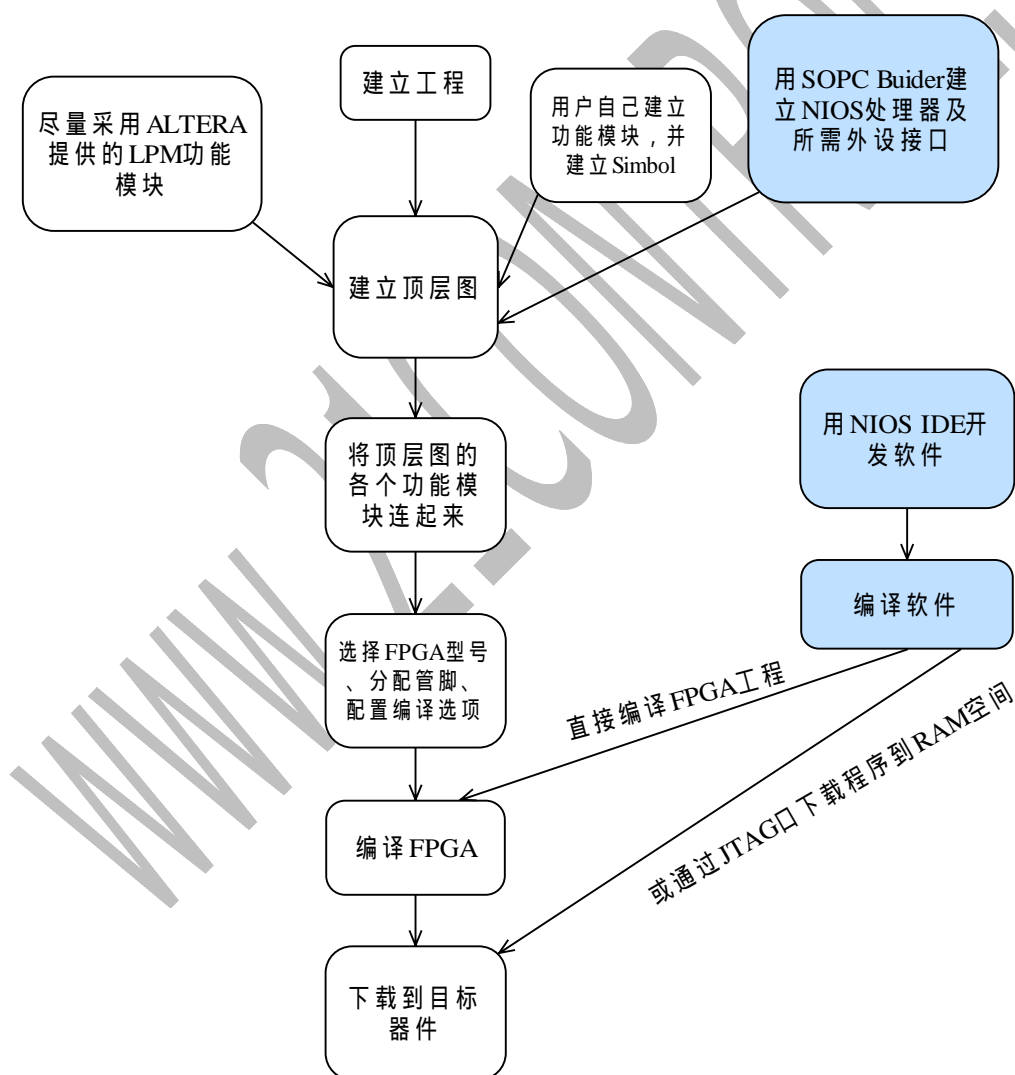 建立工程
尽量采用ALTERA
提供的LPM功能
模块
用户自己建立
功能模块，并
建立Simbol
用SOPC Buider建
立NIOS处理器及
所需外设接口
建立顶层图
将顶层图的
各个功能模
块连起来
用NIOS IDE开
发软件
编译软件
选择FPGA型号
、分配管脚、
配置编译选项
直接编译FPGA工程
或通过JTAG口下载程序到RAM空间
编译FPGA
下载到目标
器件